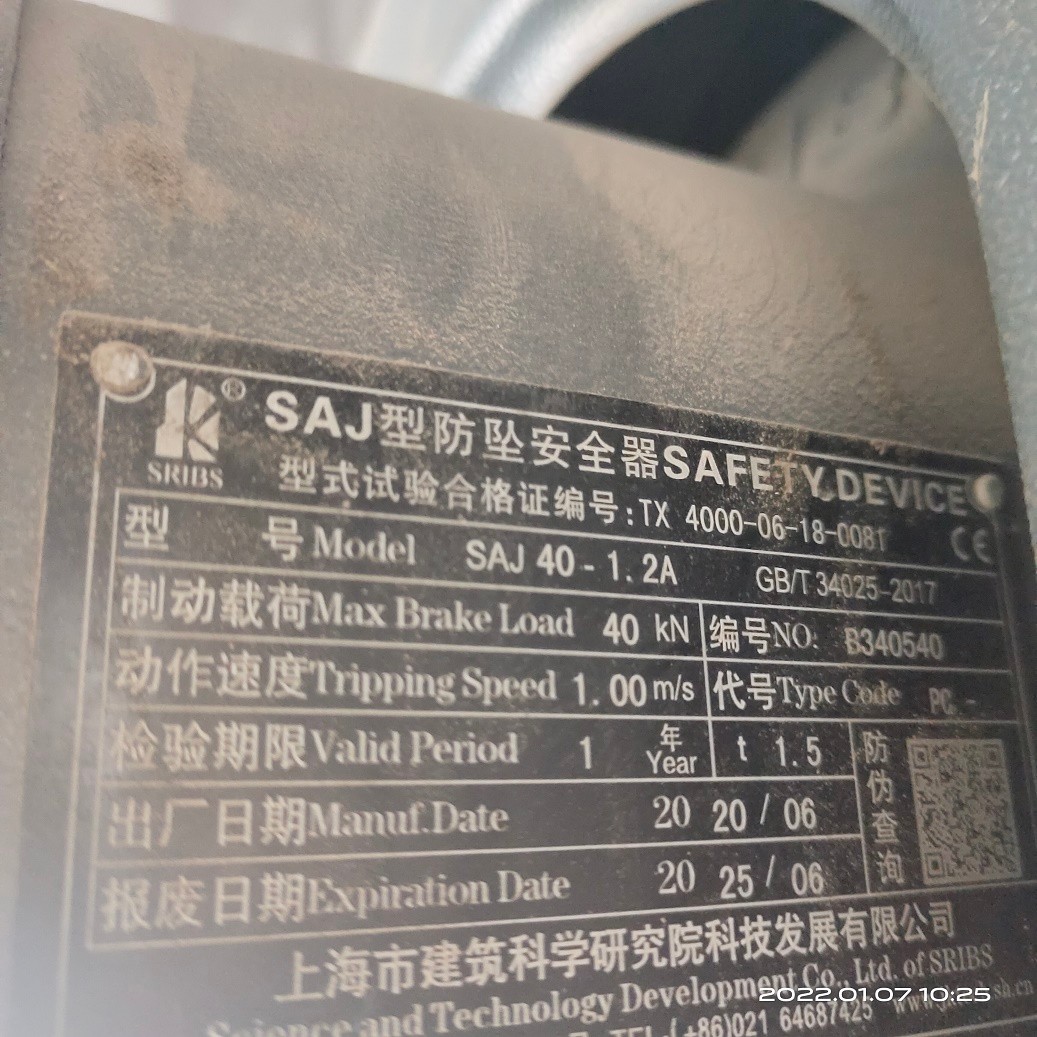 SRIBS ®
SAJ型防坠安全器SAFETY DEVICE
型式试验合格证编号:TX 4000-06-18-0081
CE
型 号 Model SAJ 40-1.2A GB/T 34025-2017
制动载荷Max Brake Load 40 kN 编号NO: B340540
动作速度Tripping Speed 1.00 m/s 代号Type Code PC -
检验期限Valid Period 1 年 Year t 1.5
防伪查询
出厂日期Manuf.Date 20 20 / 06
报废日期Expiration Date 20 25 / 06
上海市建筑科学研究院科技发展有限公司
Science and Technology Development Co., Ltd. of SRIBS
TEL:(+86)021 64687425
2022.01.07 10:25